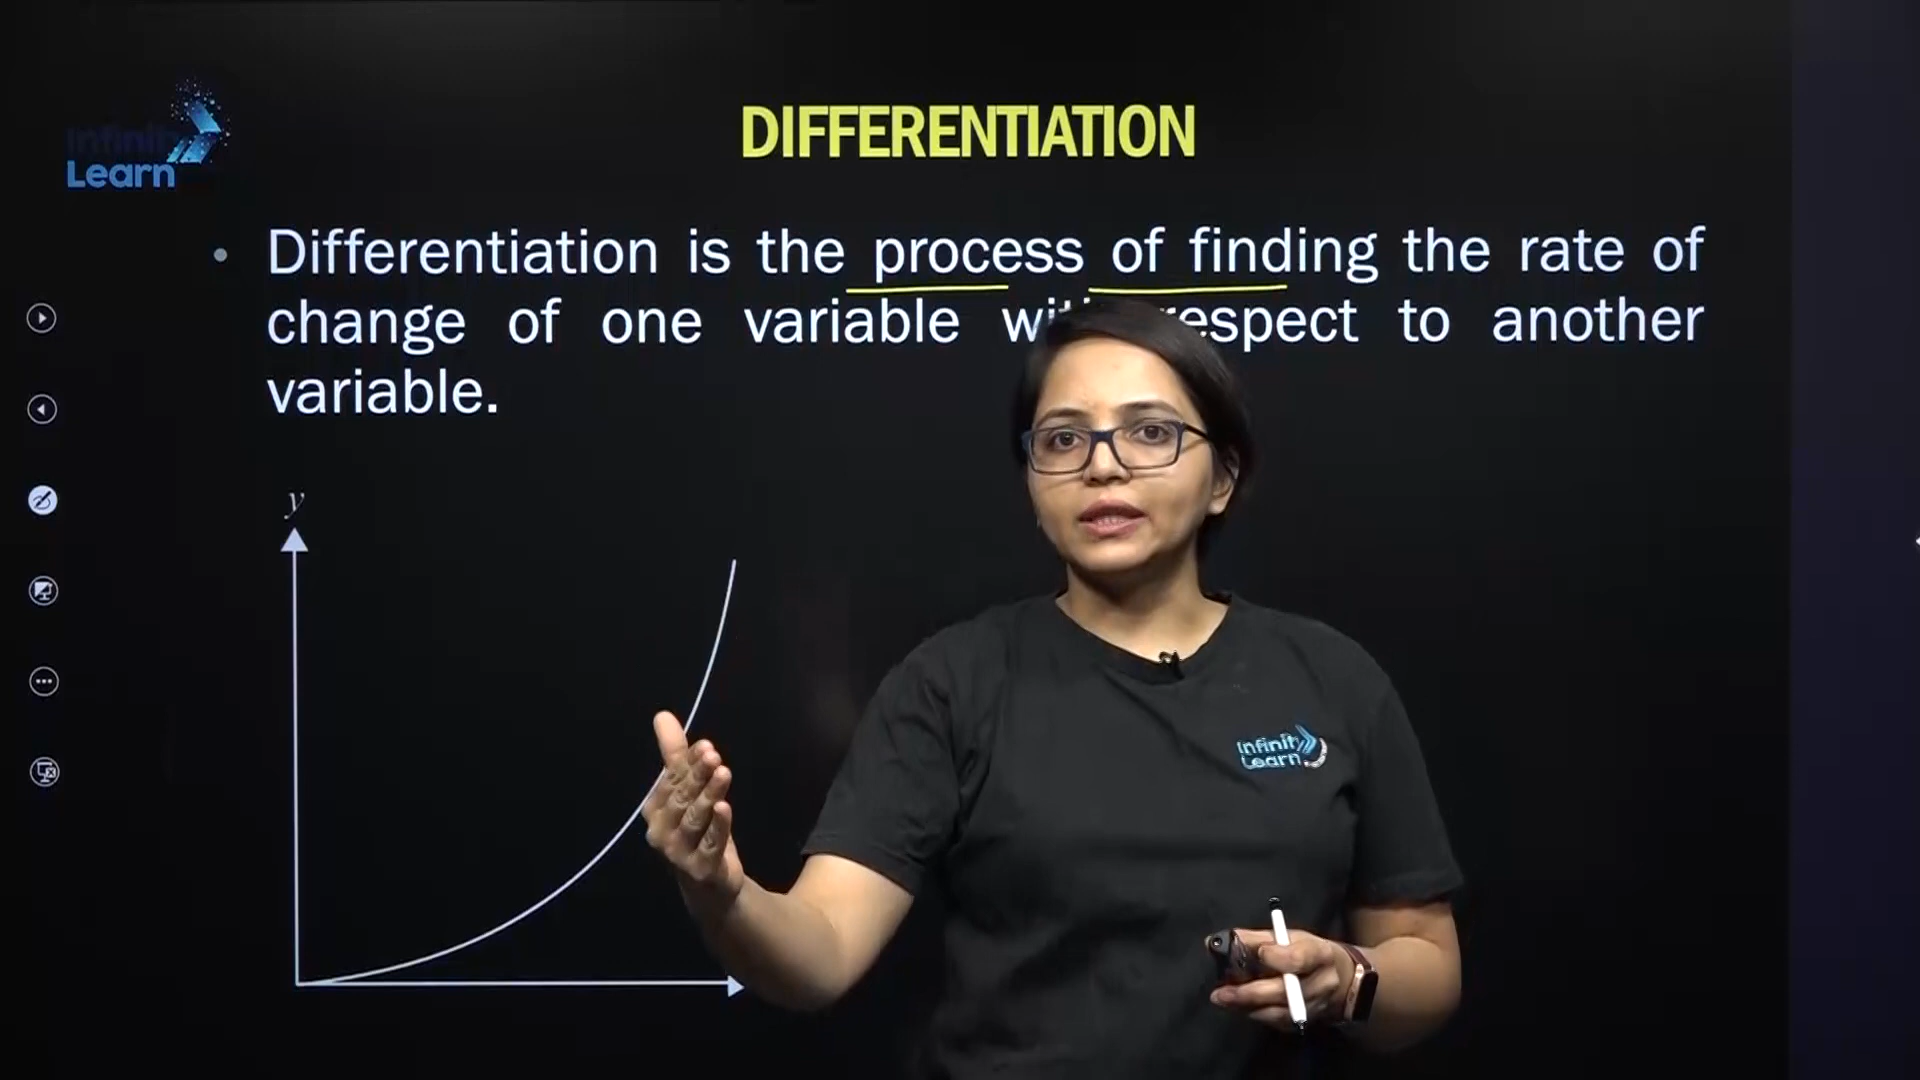 Infinity
Learn
DIFFERENTIATION
• Differentiation is the process of finding the rate of
change of one variable respect to another
variable.
y
Infinity
Learn